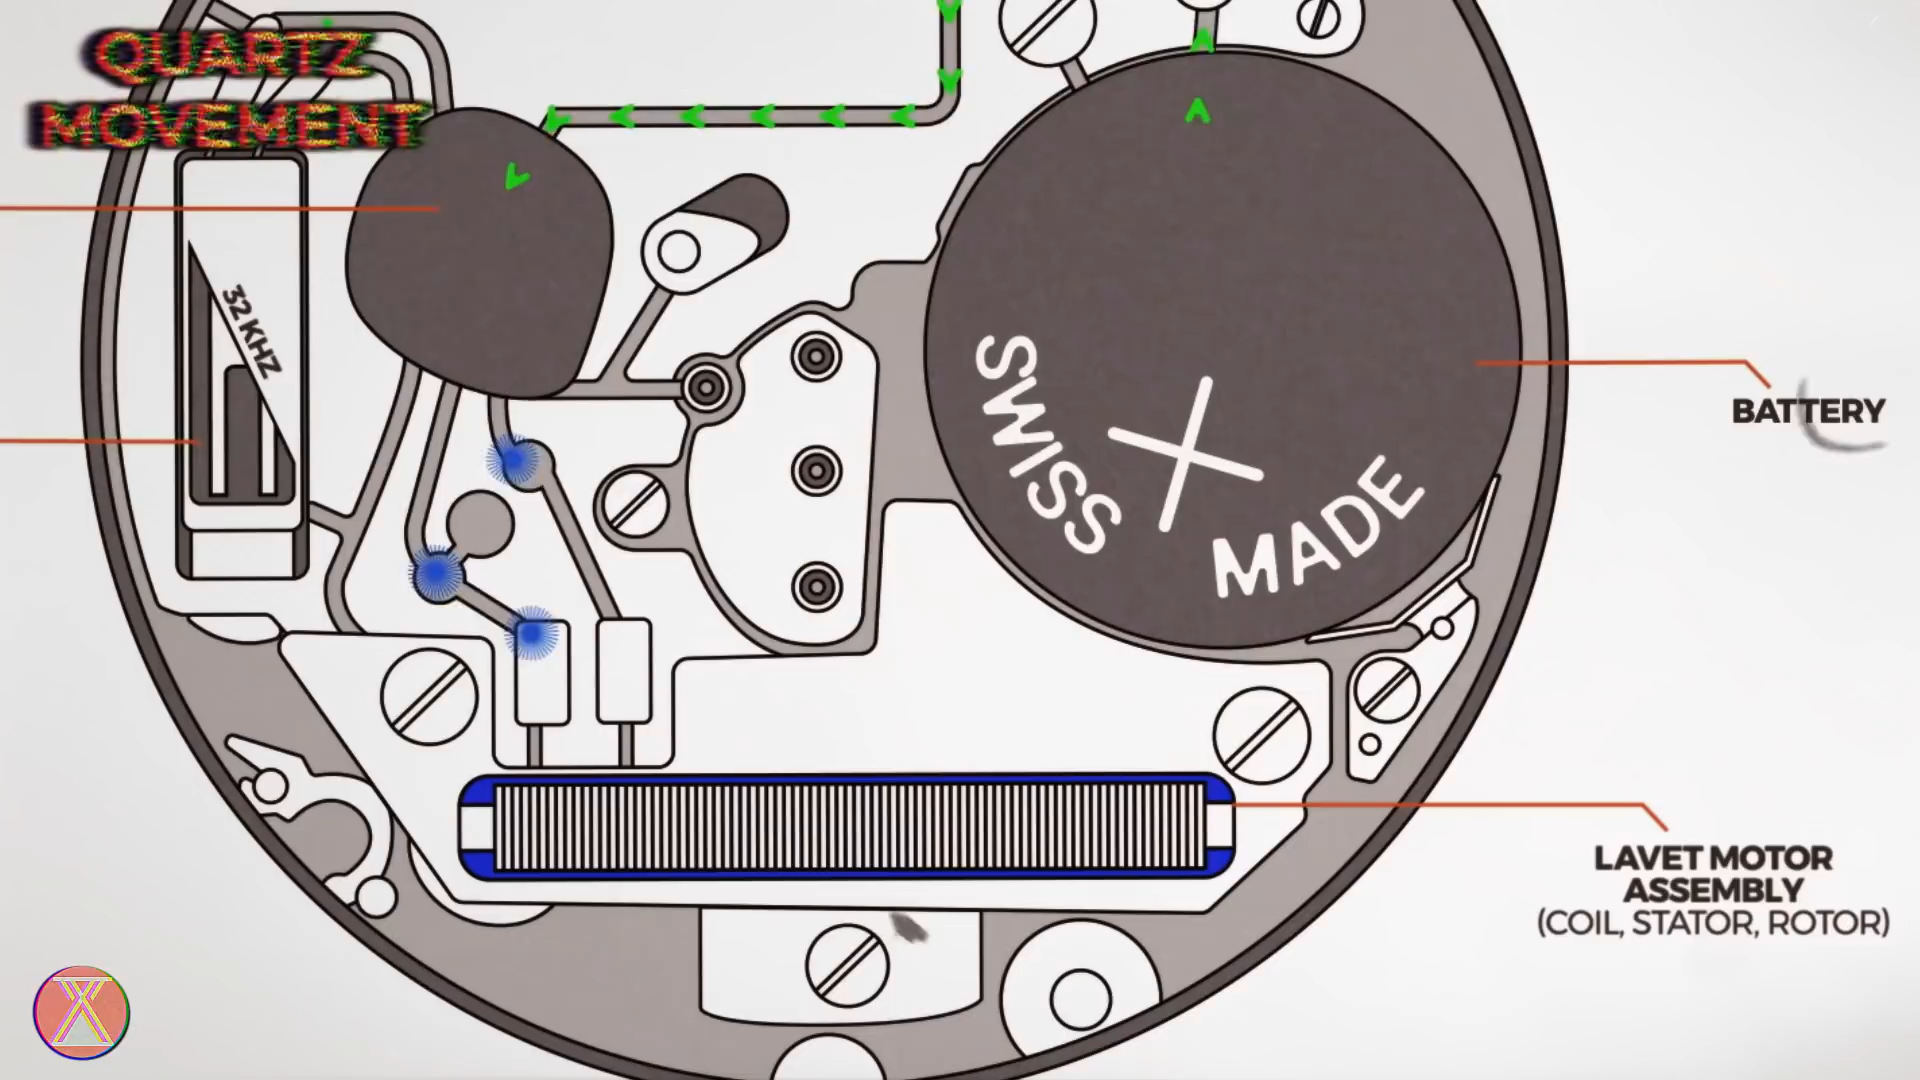 QUARTZ
MOVEMENT
32 KHZ
SWISS
MADE
BATTERY
LAVET MOTOR
ASSEMBLY
(COIL, STATOR, ROTOR)